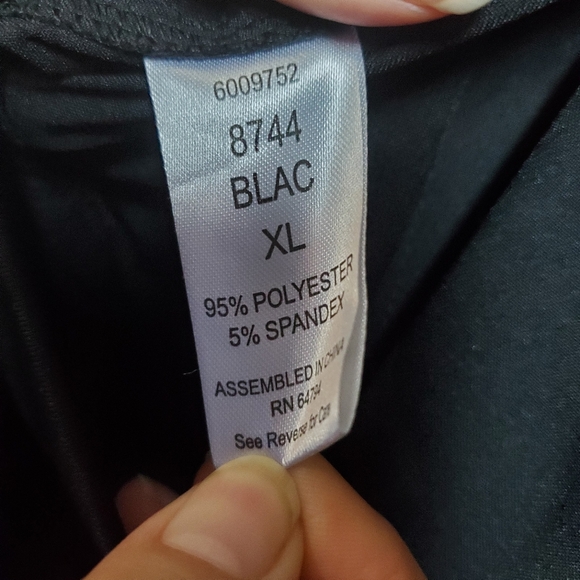 6009752
8744
BLAC
XL
95% POLYESTER
5% SPANDEX
ASSEMBLED IN CHINA
RN 64794
See Reverse for Care